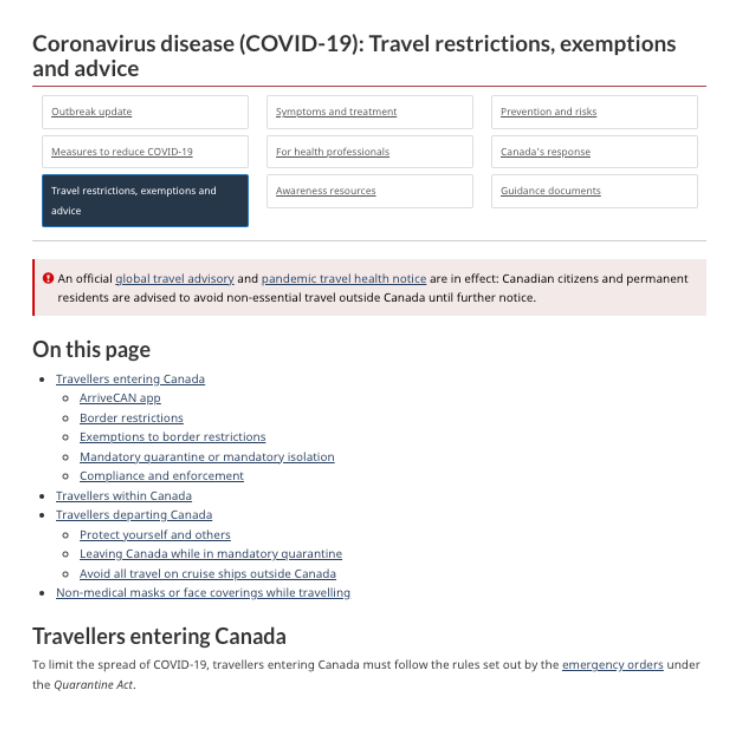 Coronavirus disease (COVID-19): Travel restrictions, exemptions
and advice
Outbreak update
Symptoms and treatment
Prevention and risks
Measures to reduce COVID-19
For health professionals
Canada's response
Travel restrictions, exemptions and
advice
Awareness resources
Guidance documents
An official global travel advisory and pandemic travel health notice are in effect: Canadian citizens and permanent
residents are advised to avoid non-essential travel outside Canada until further notice.
On this page
Travellers entering Canada
ArriveCAN app
Border restrictions
Exemptions to border restrictions
Mandatory quarantine or mandatory isolation
Compliance and enforcement
Travellers within Canada
Travellers departing Canada
Protect yourself and others
Leaving Canada while in mandatory quarantine
Avoid all travel on cruise ships outside Canada
Non-medical masks or face coverings while travelling
Travellers entering Canada
To limit the spread of COVID-19, travellers entering Canada must follow the rules set out by the emergency orders under
the Quarantine Act.